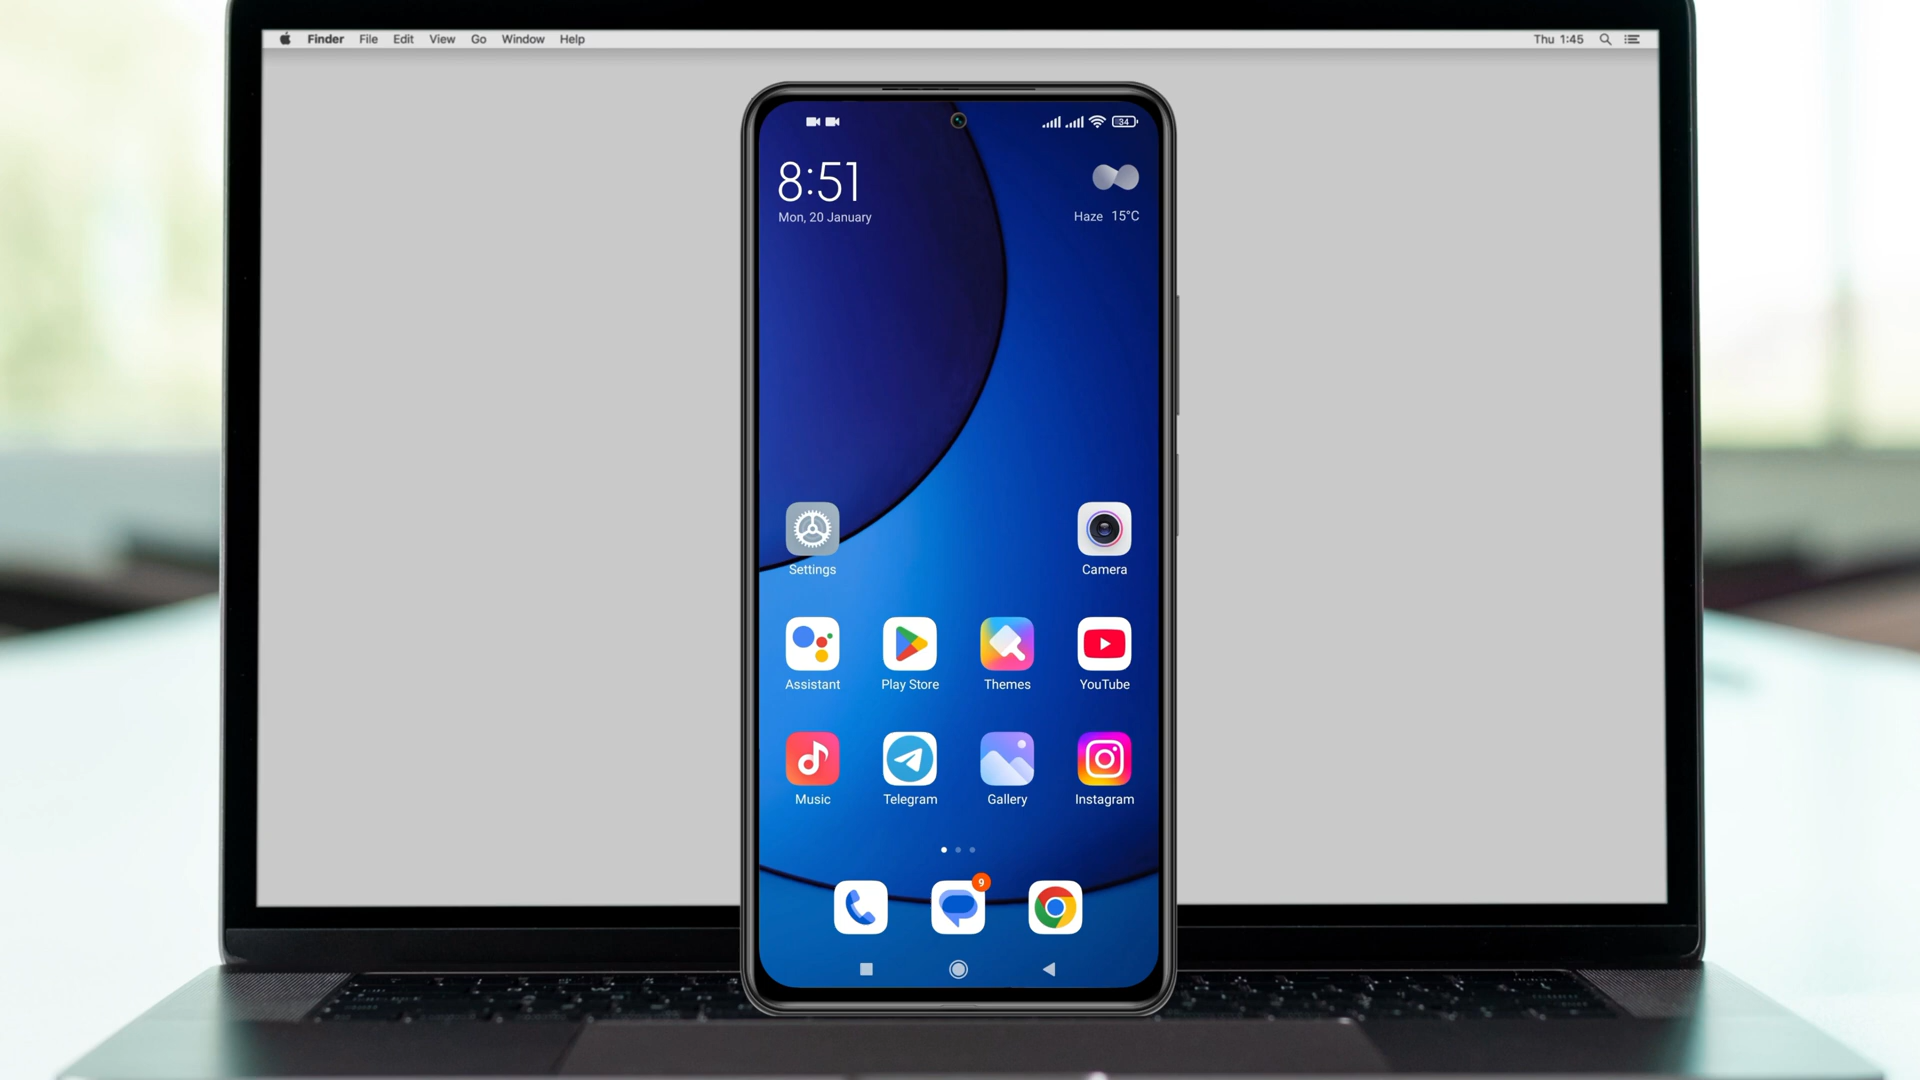 Finder File Edit View Go Window Help
Thu 1:45
34
8:51
Mon, 20 January
Haze 15°C
Settings
Camera
Assistant
Play Store
Themes
YouTube
Music
Telegram
Gallery
Instagram
9